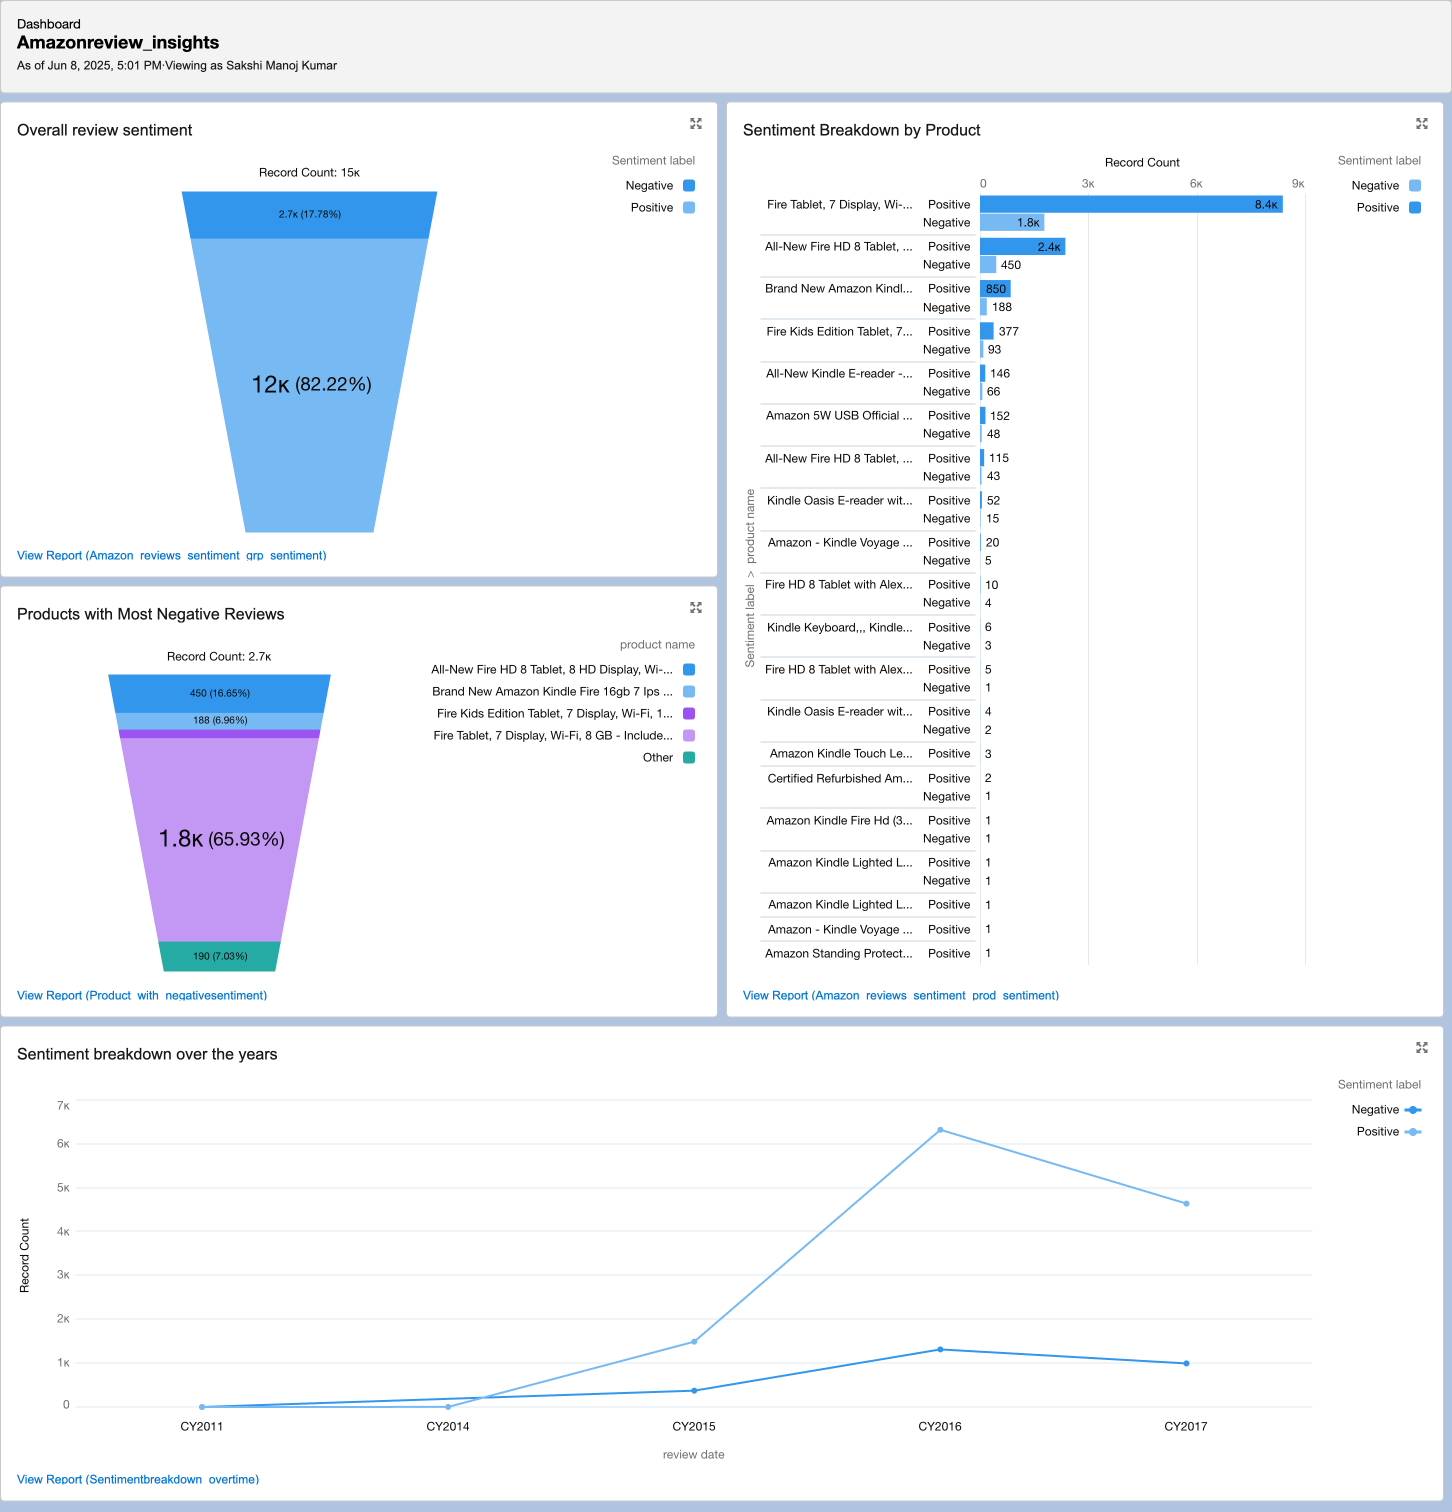 Dashboard
Amazonreview_insights
As of Jun 8, 2025, 5:01 PM·Viewing as Sakshi Manoj Kumar
Overall review sentiment
Record Count: 15K
Sentiment label
Negative
Positive
2.7K (17.78%)
12K (82.22%)
View Report (Amazon_reviews_sentiment_grp_sentiment)
Products with Most Negative Reviews
Record Count: 2.7K
product name
All-New Fire HD 8 Tablet, 8 HD Display, Wi-...
Brand New Amazon Kindle Fire 16gb 7 Ips ...
Fire Kids Edition Tablet, 7 Display, Wi-Fi, 1...
Fire Tablet, 7 Display, Wi-Fi, 8 GB - Include...
Other
450 (16.65%)
188 (6.96%)
1.8K (65.93%)
190 (7.03%)
View Report (Product_with_negativesentiment)
Sentiment Breakdown by Product
Record Count
Sentiment label
Negative
Positive
0 3K 6K 9K
Sentiment label > product name
Fire Tablet, 7 Display, Wi-... Positive 8.4K
Negative 1.8K
All-New Fire HD 8 Tablet, ... Positive 2.4K
Negative 450
Brand New Amazon Kindl... Positive 850
Negative 188
Fire Kids Edition Tablet, 7... Positive 377
Negative 93
All-New Kindle E-reader -... Positive 146
Negative 66
Amazon 5W USB Official ... Positive 152
Negative 48
All-New Fire HD 8 Tablet, ... Positive 115
Negative 43
Kindle Oasis E-reader wit... Positive 52
Negative 15
Amazon - Kindle Voyage ... Positive 20
Negative 5
Fire HD 8 Tablet with Alex... Positive 10
Negative 4
Kindle Keyboard,,, Kindle... Positive 6
Negative 3
Fire HD 8 Tablet with Alex... Positive 5
Negative 1
Kindle Oasis E-reader wit... Positive 4
Negative 2
Amazon Kindle Touch Le... Positive 3
Certified Refurbished Am... Positive 2
Negative 1
Amazon Kindle Fire Hd (3... Positive 1
Negative 1
Amazon Kindle Lighted L... Positive 1
Negative 1
Amazon Kindle Lighted L... Positive 1
Amazon - Kindle Voyage ... Positive 1
Amazon Standing Protect... Positive 1
View Report (Amazon_reviews_sentiment_prod_sentiment)
Sentiment breakdown over the years
Sentiment label
Negative
Positive
Record Count
7K
6K
5K
4K
3K
2K
1K
0
CY2011 CY2014 CY2015 CY2016 CY2017
review date
View Report (Sentimentbreakdown_overtime)